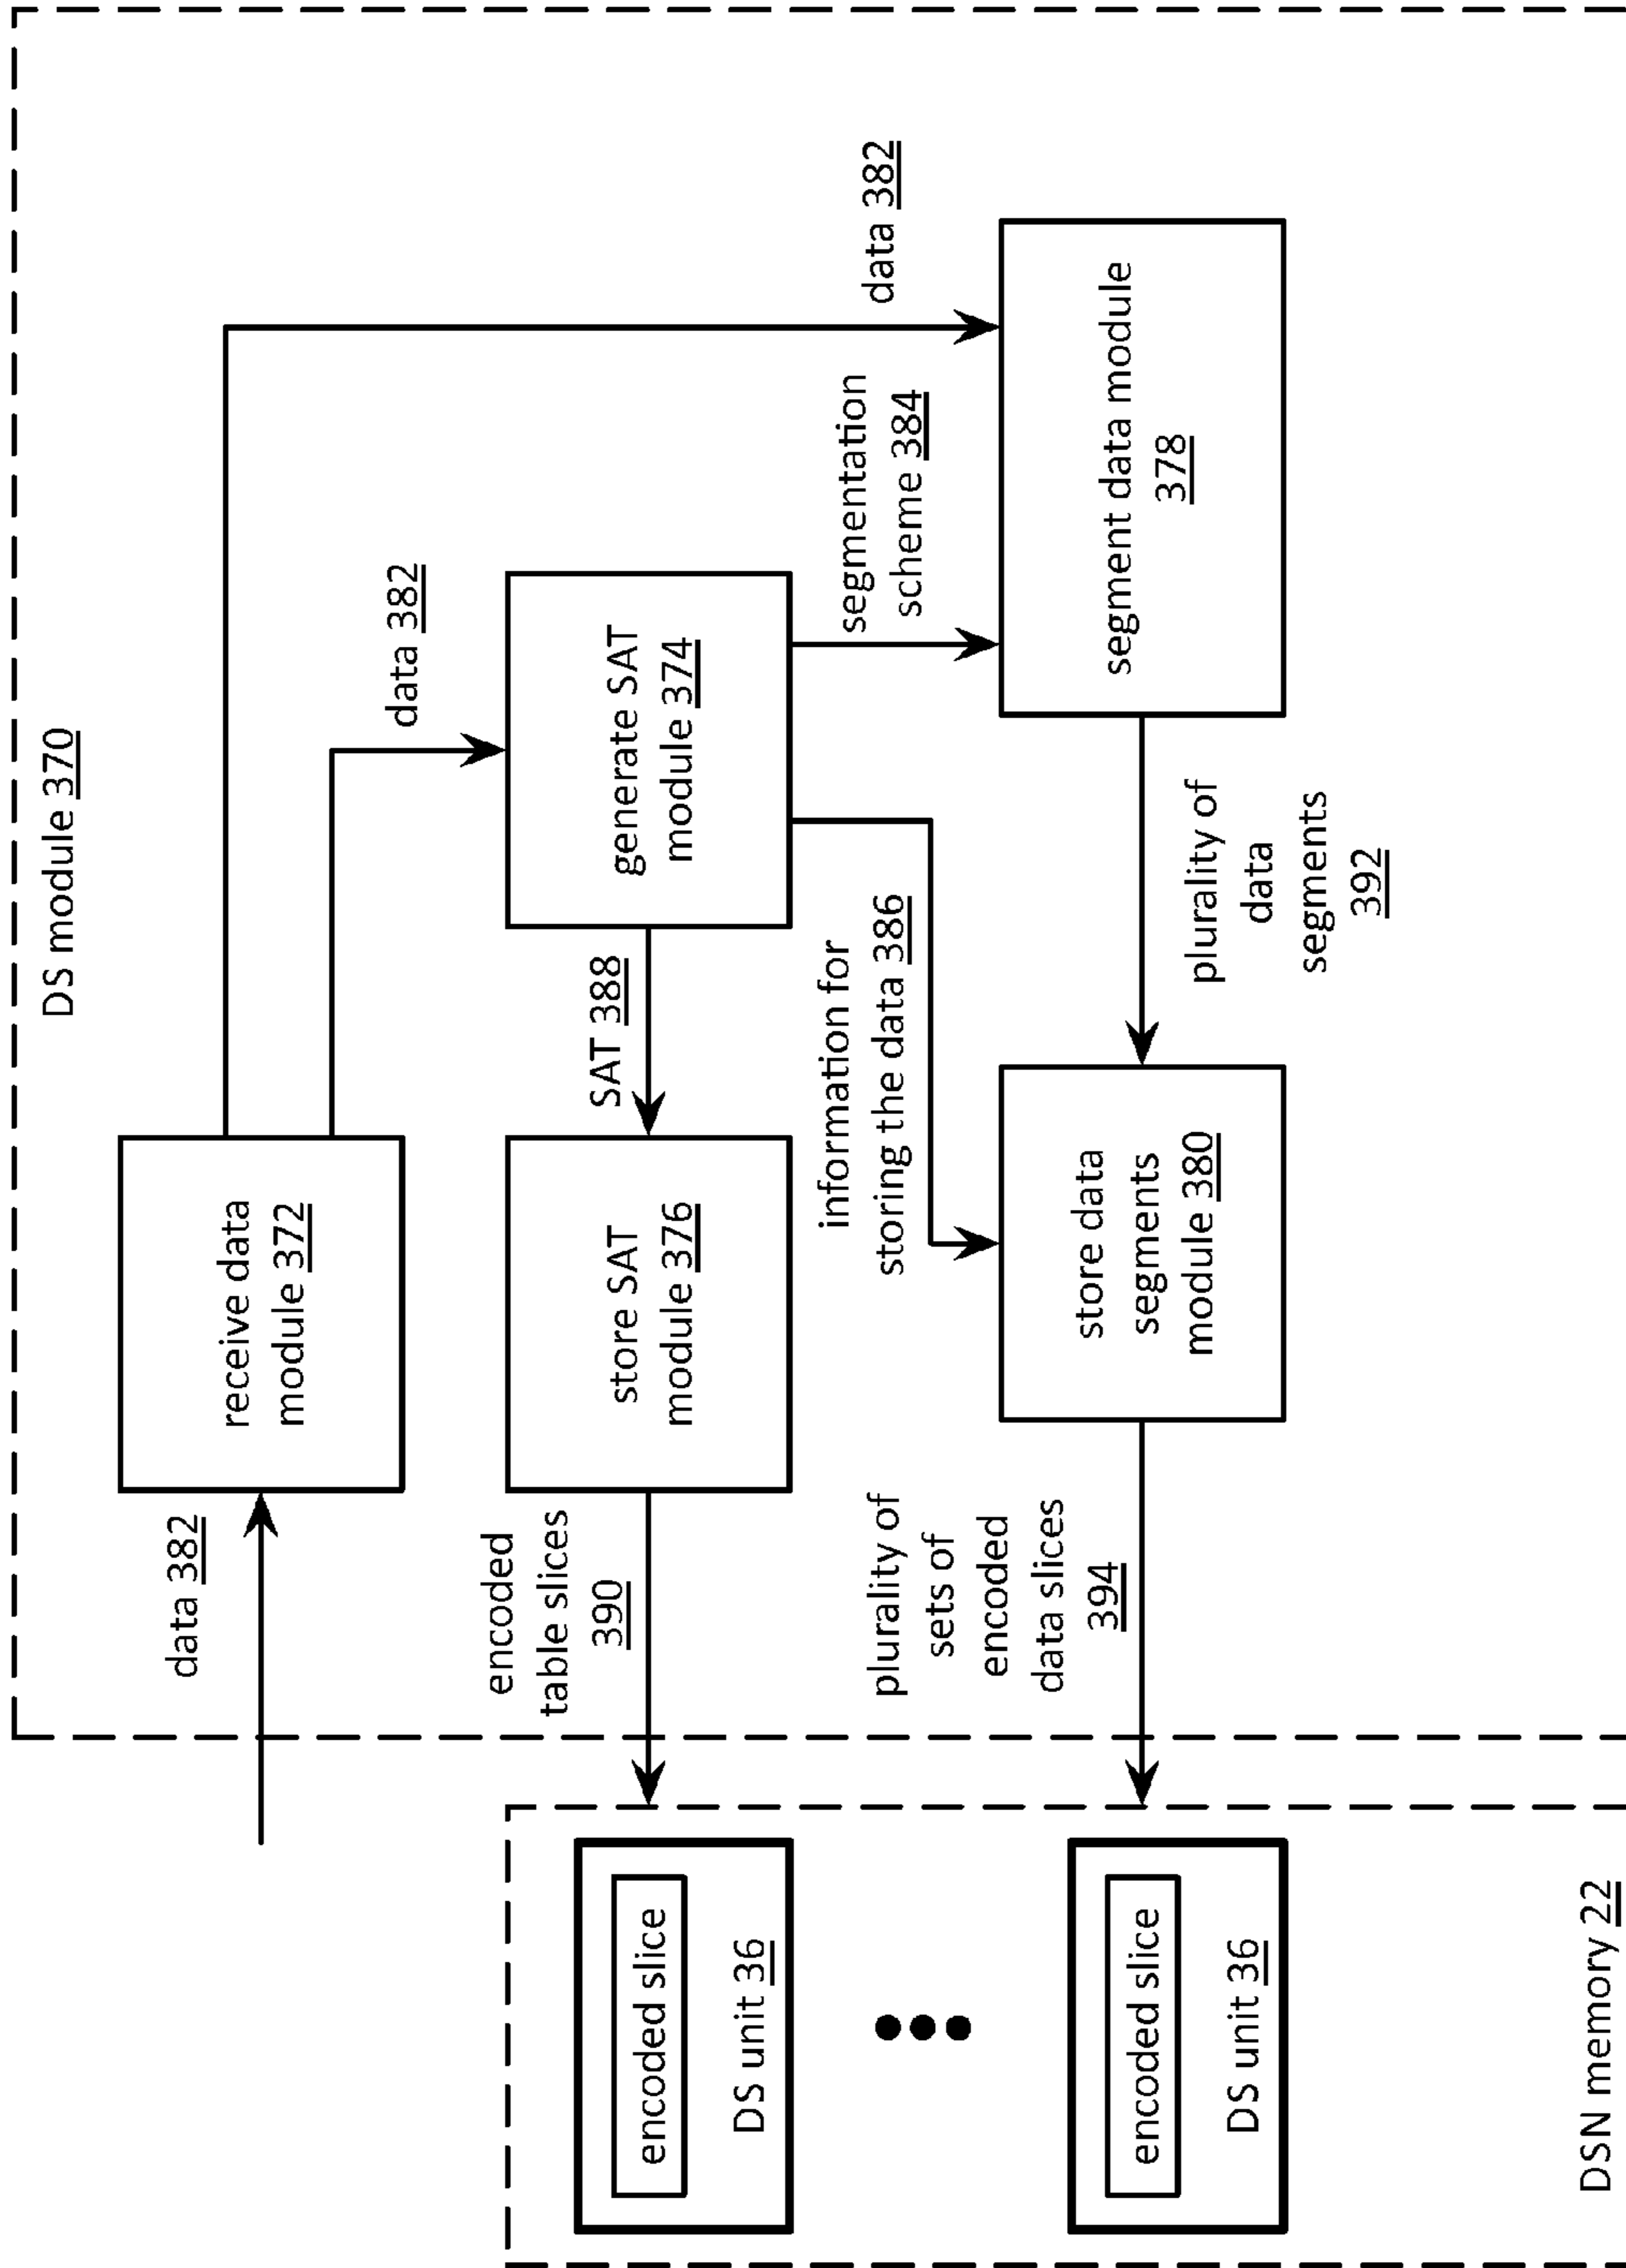 DS module 370
data 382
receive data
module 372
data 382
data 382
encoded
table slices
390
store SAT
module 376
SAT 388
generate SAT
module 374
information for
storing the data 386
segmentation
scheme 384
plurality of
sets of
encoded
data slices
394
store data
segments
module 380
plurality of
data
segments
392
segment data module
378
encoded slice
DS unit 36
encoded slice
DS unit 36
DSN memory 22